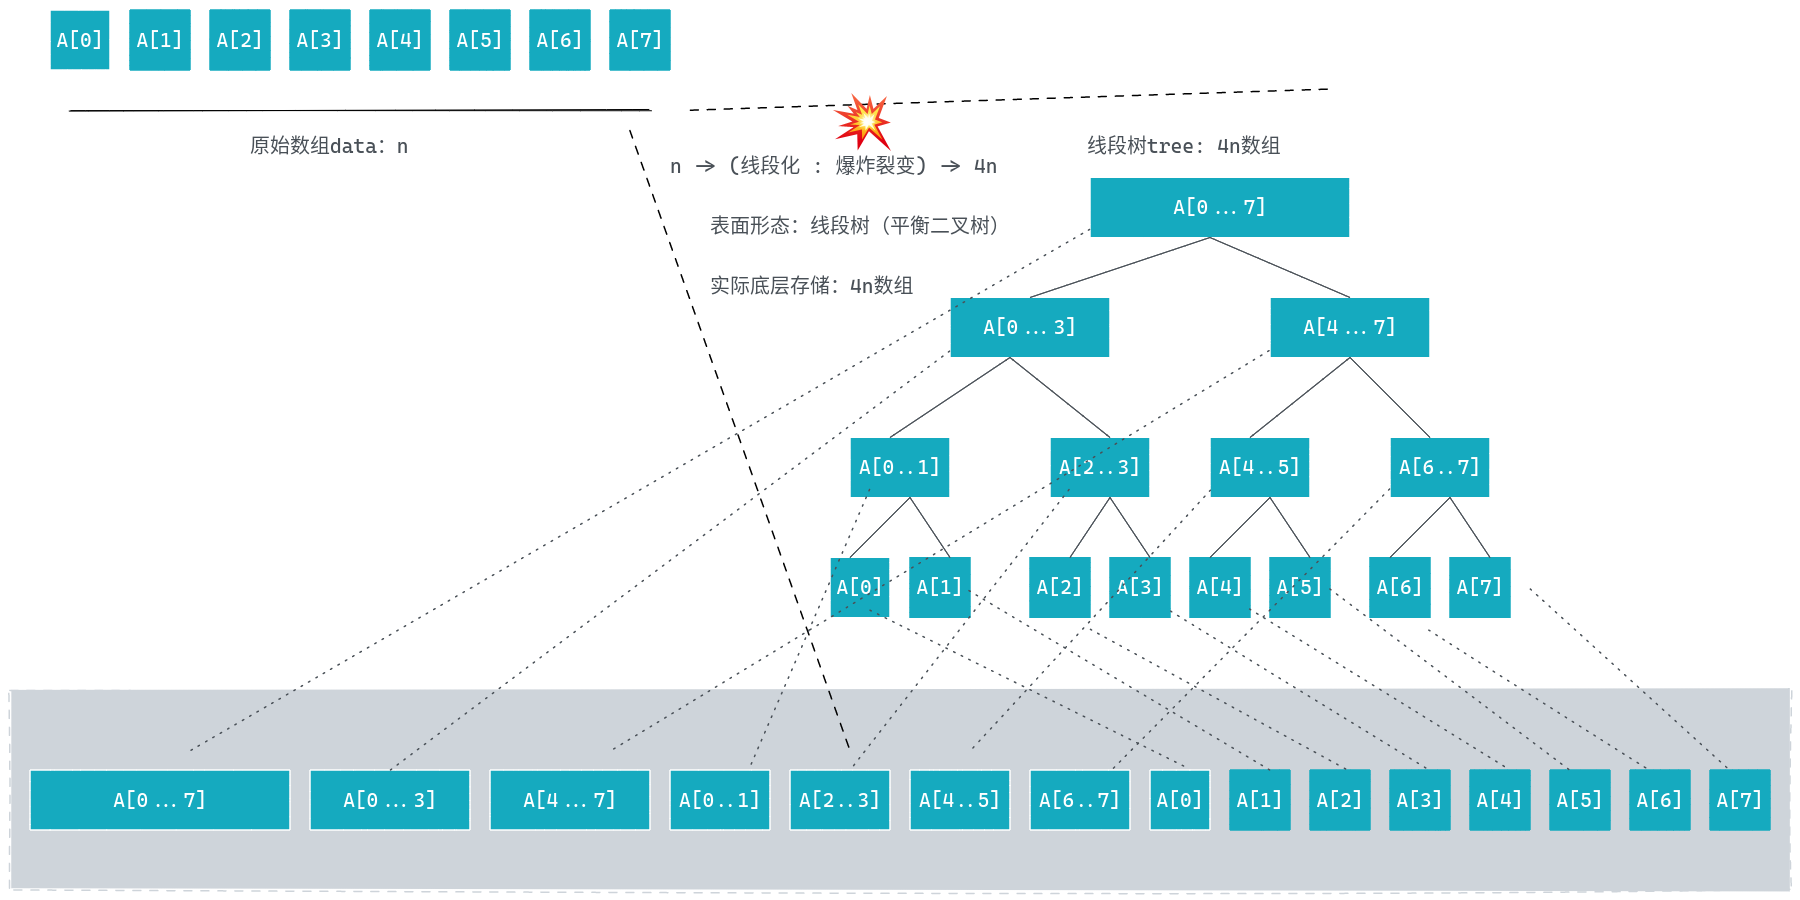 A[0] A[1] A[2] A[3] A[4] A[5] A[6] A[7]
原始数组data：n
线段树tree: 4n数组
n -> (线段化 : 爆炸裂变) -> 4n
表面形态：线段树（平衡二叉树）
实际底层存储：4n数组
A[0...7]
A[0...3] A[4...7]
A[0..1] A[2..3] A[4..5] A[6..7]
A[0] A[1] A[2] A[3] A[4] A[5] A[6] A[7]
A[0...7] A[0...3] A[4...7] A[0..1] A[2..3] A[4..5] A[6..7] A[0] A[1] A[2] A[3] A[4] A[5] A[6] A[7]